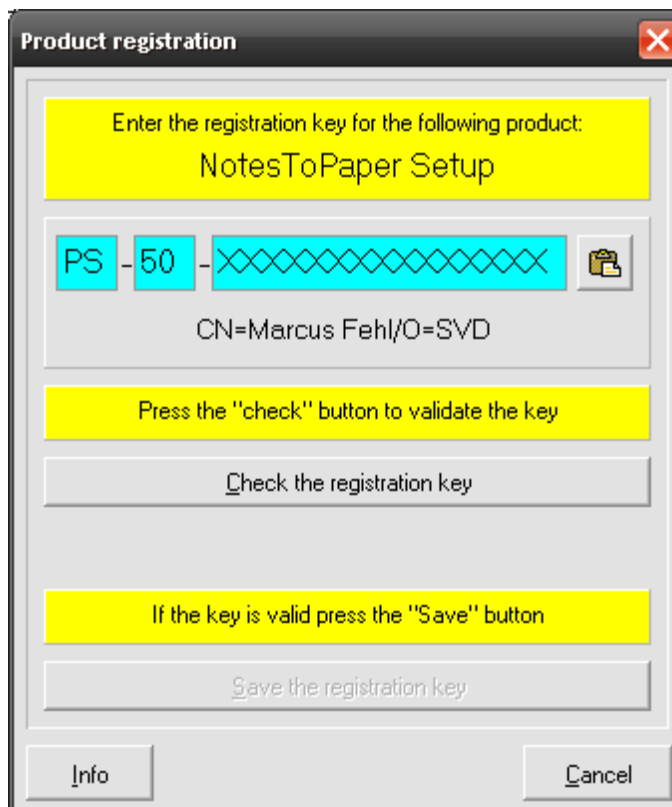 Product registration
Enter the registration key for the following product:
NotesToPaper Setup
PS - 50 - XXXXXXXXXXXXXXXX
CN=Marcus Fehl/O=SVD
Press the "check" button to validate the key
Check the registration key
If the key is valid press the "Save" button
Save the registration key
Info
Cancel